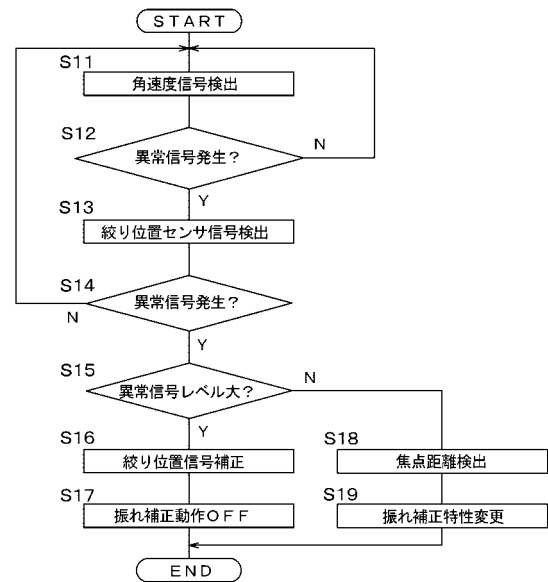 START
S11
角速度信号検出
S12
異常信号発生？
N
Y
S13
絞り位置センサ信号検出
S14
異常信号発生？
N
Y
S15
異常信号レベル大？
N
Y
S16
絞り位置信号補正
S18
焦点距離検出
S17
振れ補正動作ＯＦＦ
S19
振れ補正特性変更
END